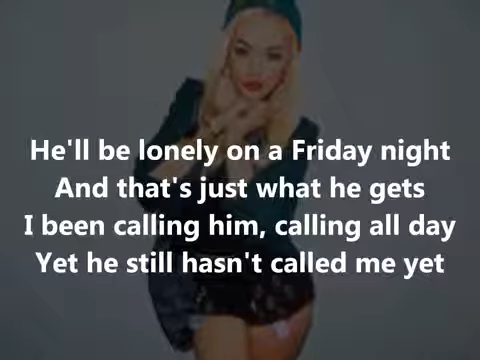 He'll be lonely on a Friday night
And that's just what he gets
I been calling him, calling all day
Yet he still hasn't called me yet